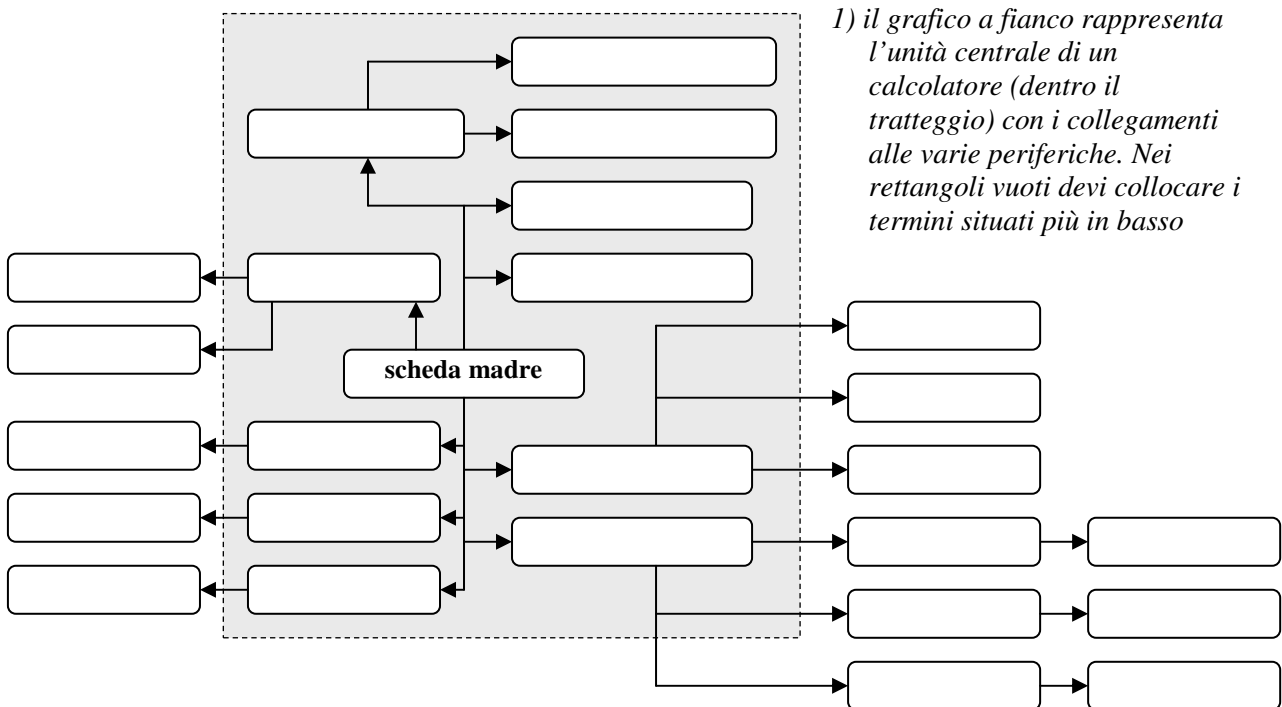 1) il grafico a fianco rappresenta
l’unità centrale di un
calcolatore (dentro il
tratteggio) con i collegamenti
alle varie periferiche. Nei
rettangoli vuoti devi collocare i
termini situati più in basso
scheda madre